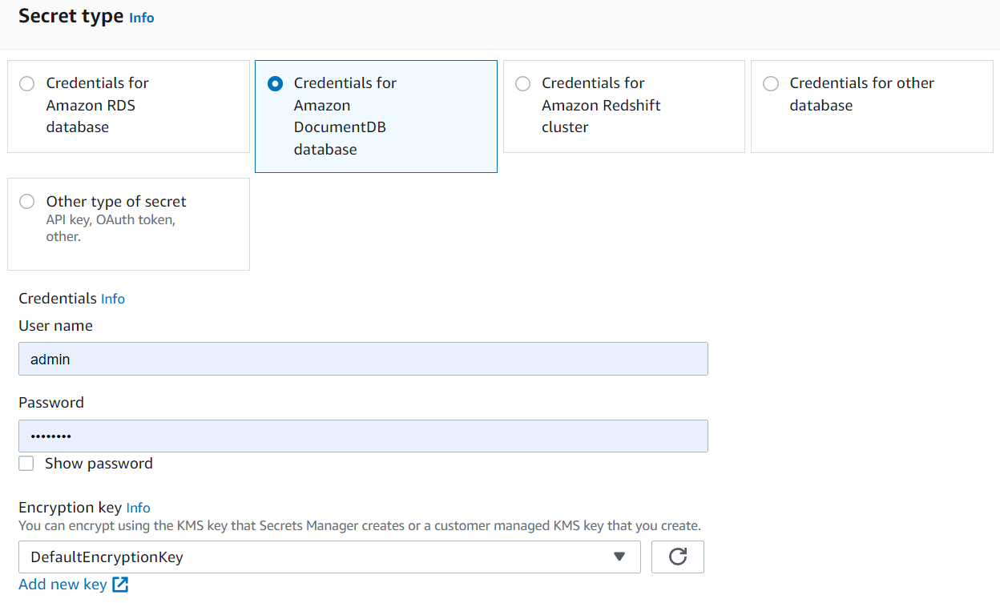 Secret type Info
Credentials for
Amazon RDS
database
Credentials for
Amazon
DocumentDB
database
Credentials for
Amazon Redshift
cluster
Credentials for other
database
Other type of secret
API key, OAuth token,
other.
Credentials Info
User name
admin
Password
••••••••
Show password
Encryption key Info
You can encrypt using the KMS key that Secrets Manager creates or a customer managed KMS key that you create.
DefaultEncryptionKey
Add new key